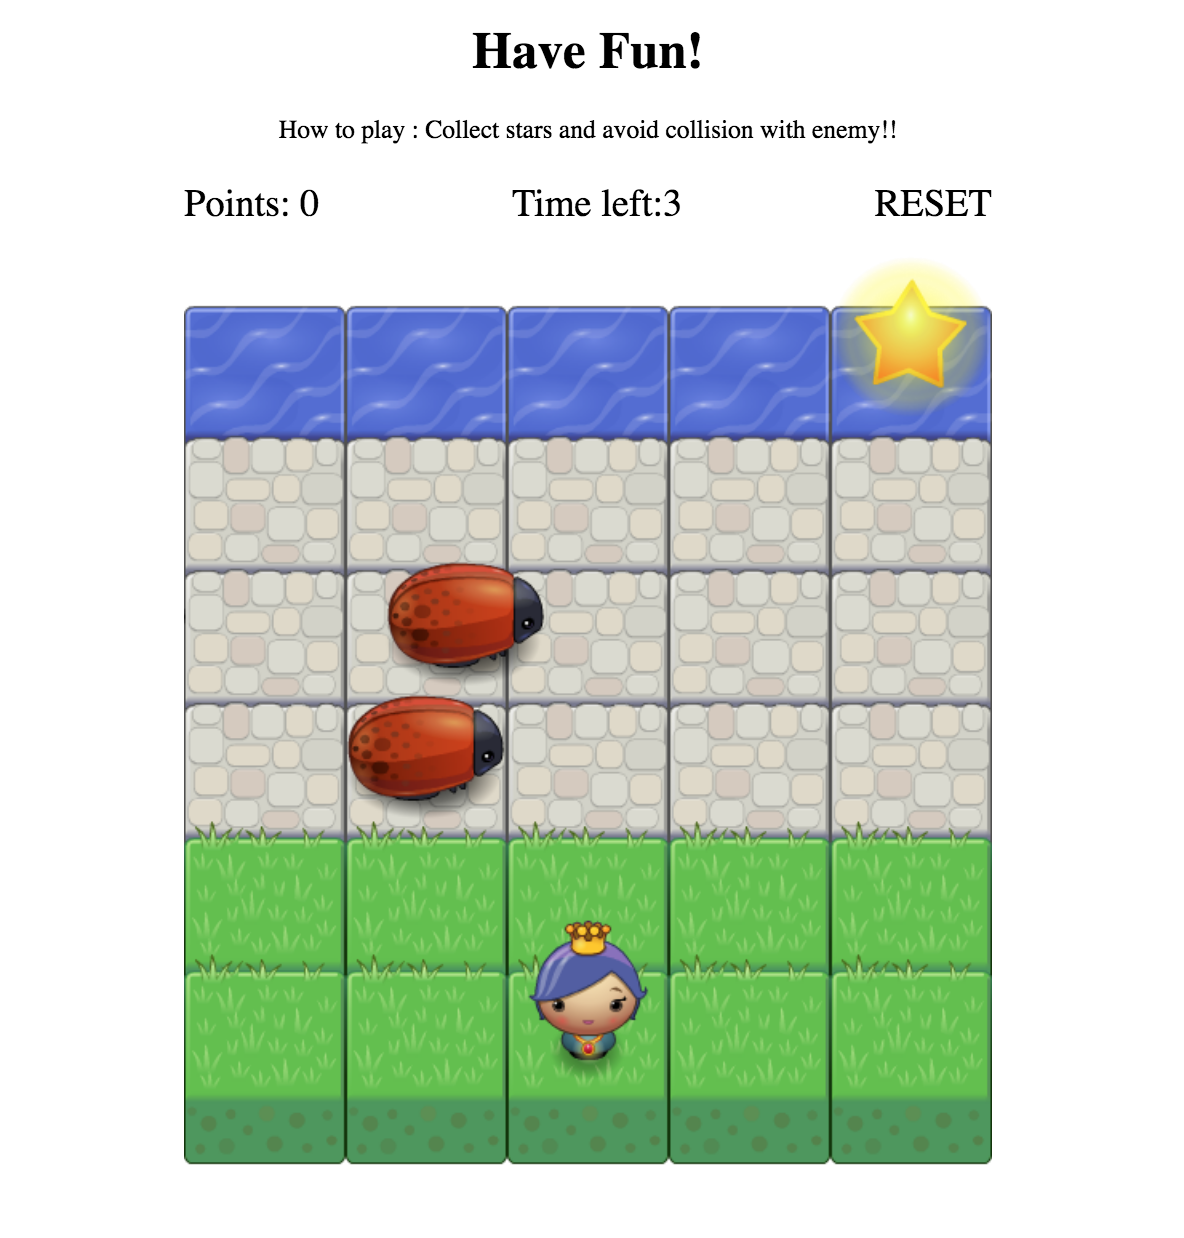 Have Fun!
How to play : Collect stars and avoid collision with enemy!!
Points: 0 Time left:3 RESET